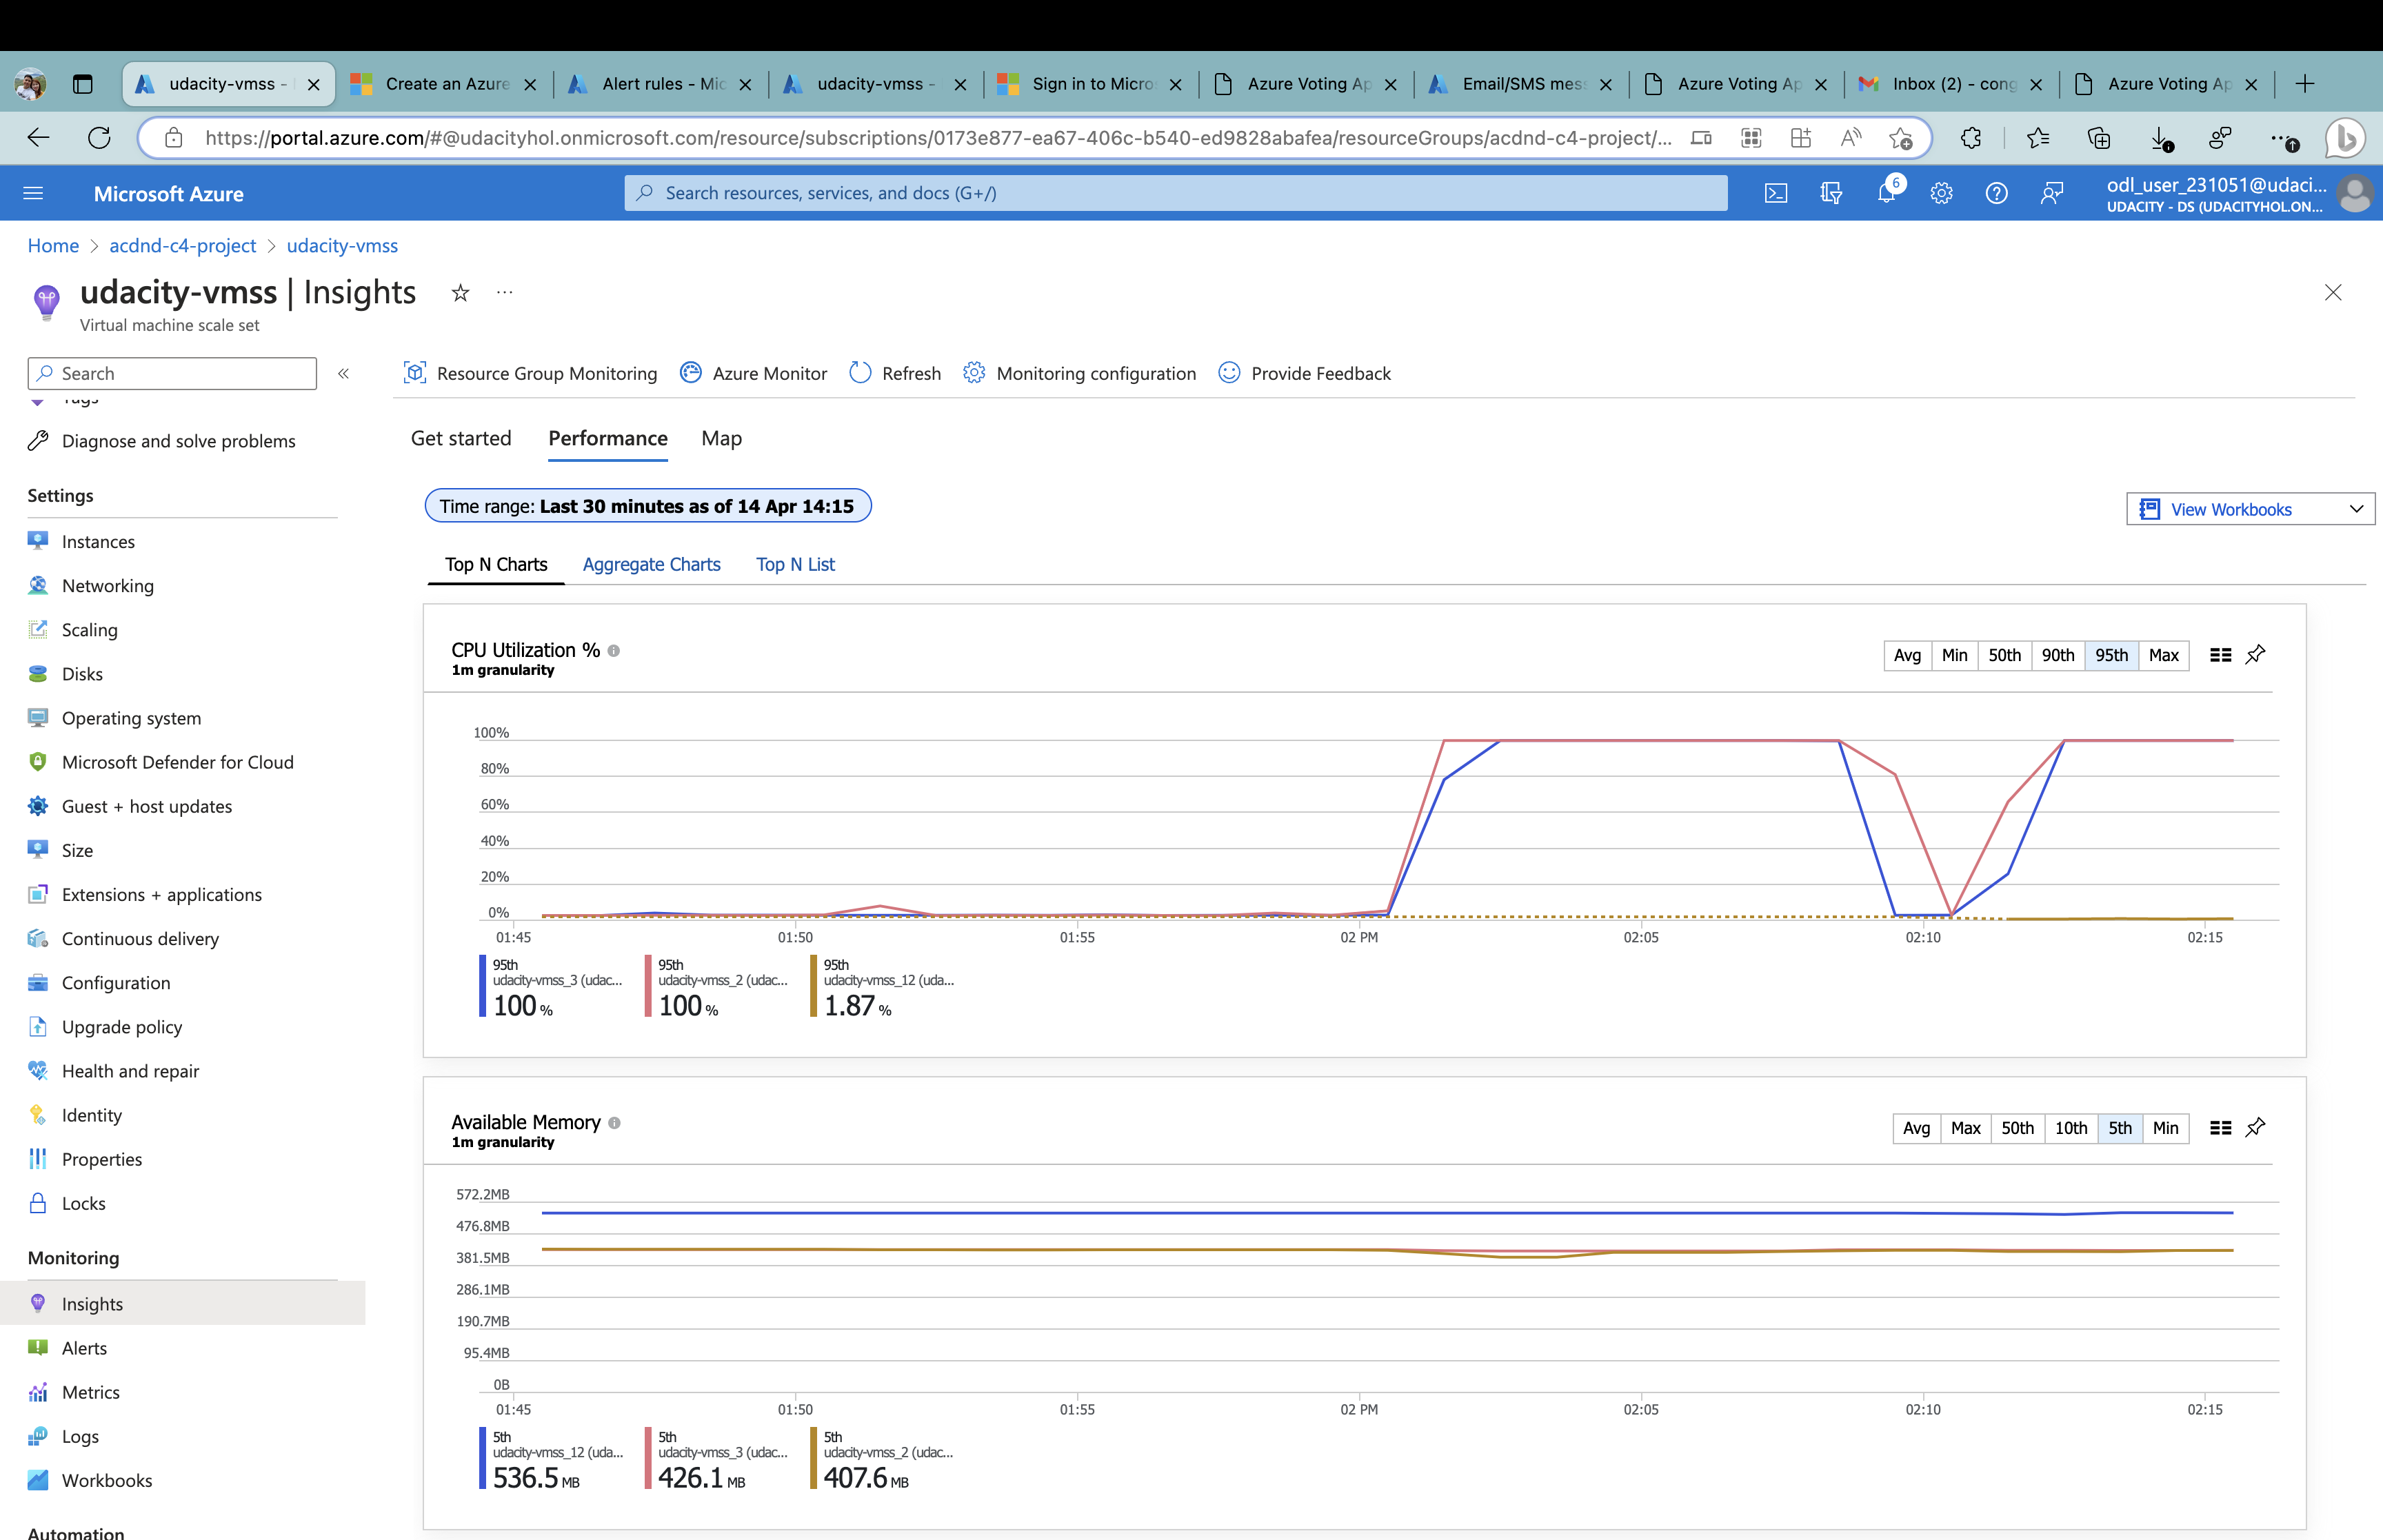 udacity-vmss -
Create an Azure
Alert rules - Mic
udacity-vmss -
Sign in to Micro
Azure Voting Ap
Email/SMS mess
Azure Voting Ap
Inbox (2) - cong
Azure Voting Ap
https://portal.azure.com/#@udacityhol.onmicrosoft.com/resource/subscriptions/0173e877-ea67-406c-b540-ed9828abafea/resourceGroups/acdnd-c4-project/...
Microsoft Azure
Search resources, services, and docs (G+/)
6
odl_user_231051@udaci...
UDACITY - DS (UDACITYHOL.ON...
Home > acdnd-c4-project > udacity-vmss
udacity-vmss | Insights
Virtual machine scale set
Search
Tags
Diagnose and solve problems
Settings
Instances
Networking
Scaling
Disks
Operating system
Microsoft Defender for Cloud
Guest + host updates
Size
Extensions + applications
Continuous delivery
Configuration
Upgrade policy
Health and repair
Identity
Properties
Locks
Monitoring
Insights
Alerts
Metrics
Logs
Workbooks
Automation
Resource Group Monitoring
Azure Monitor
Refresh
Monitoring configuration
Provide Feedback
Get started
Performance
Map
Time range: Last 30 minutes as of 14 Apr 14:15
View Workbooks
Top N Charts
Aggregate Charts
Top N List
CPU Utilization %
1m granularity
Avg Min 50th 90th 95th Max
100%
80%
60%
40%
20%
0%
01:45 01:50 01:55 02 PM 02:05 02:10 02:15
95th
udacity-vmss_3 (udac...
100 %
95th
udacity-vmss_2 (udac...
100 %
95th
udacity-vmss_12 (uda...
1.87 %
Available Memory
1m granularity
Avg Max 50th 10th 5th Min
572.2MB
476.8MB
381.5MB
286.1MB
190.7MB
95.4MB
0B
01:45 01:50 01:55 02 PM 02:05 02:10 02:15
5th
udacity-vmss_12 (uda...
536.5 MB
5th
udacity-vmss_3 (udac...
426.1 MB
5th
udacity-vmss_2 (udac...
407.6 MB